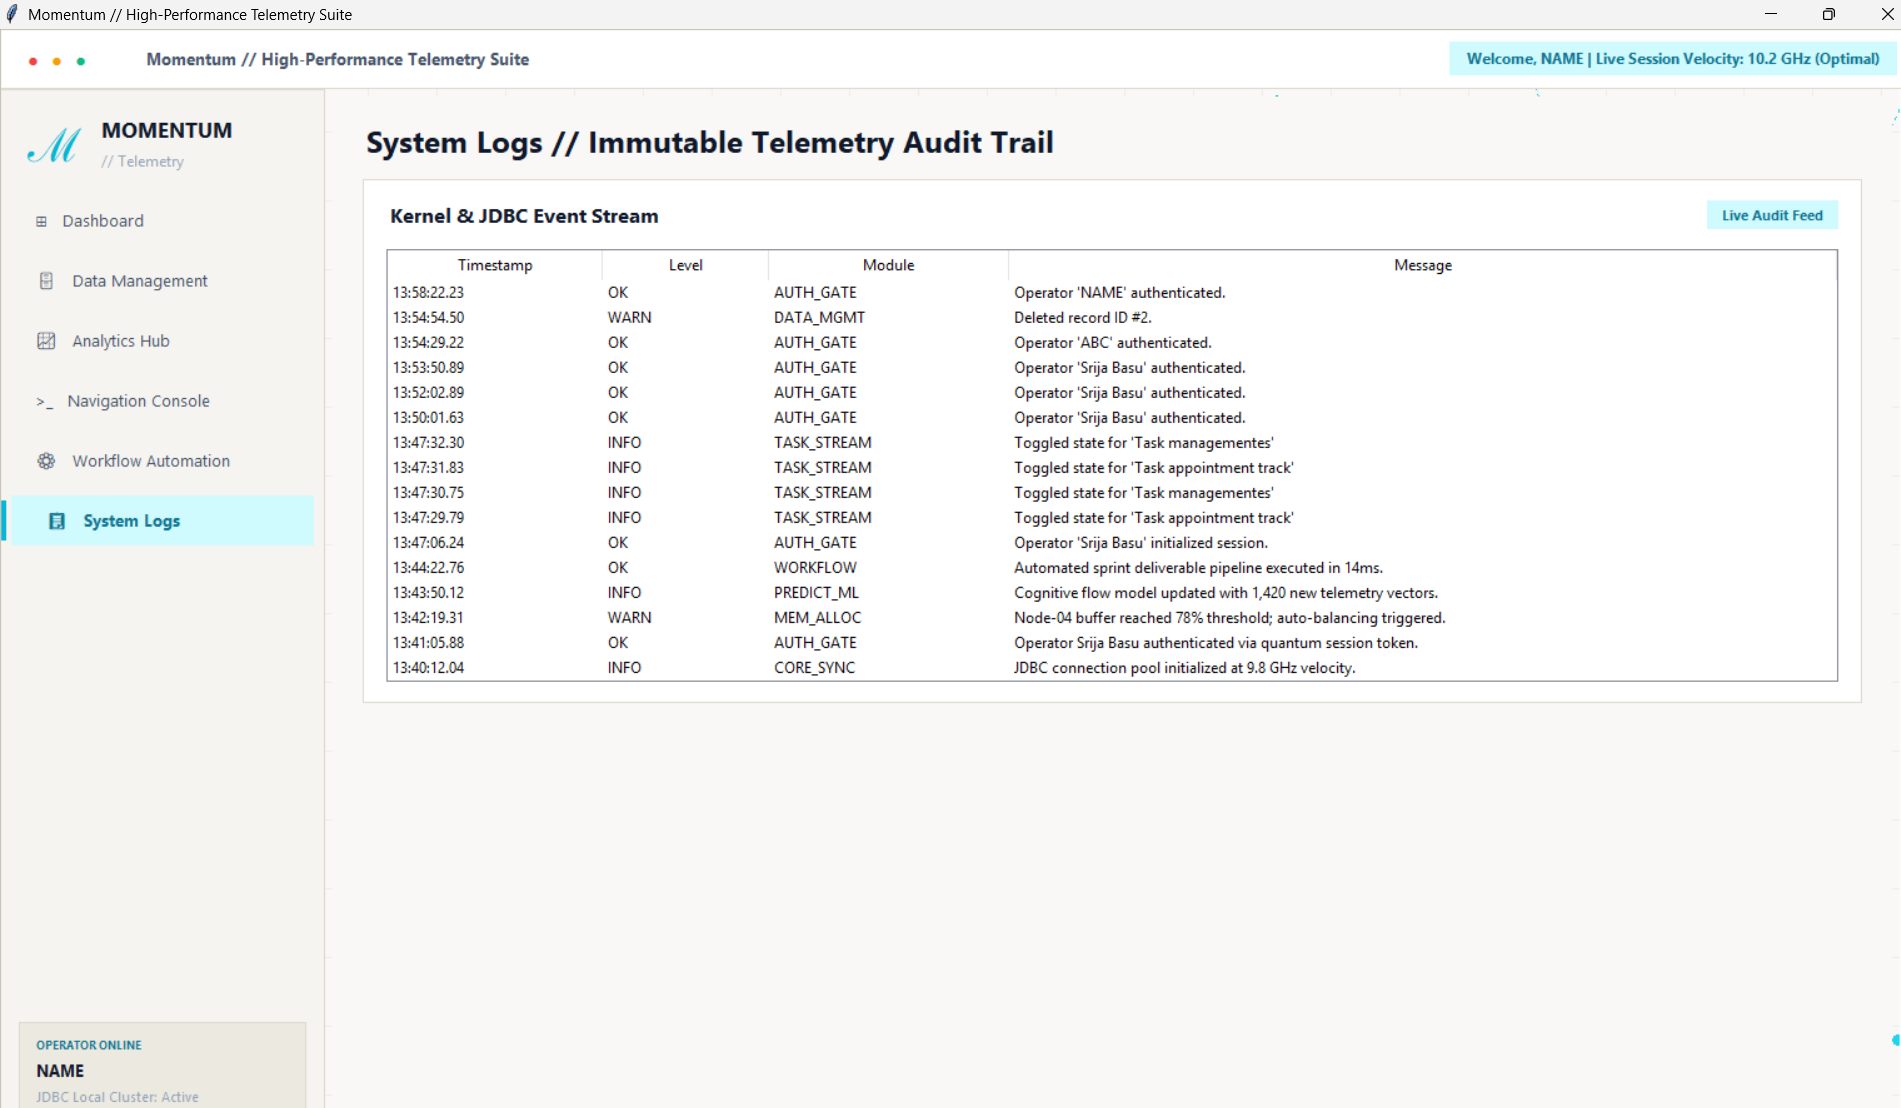 Momentum // High-Performance Telemetry Suite
Momentum // High-Performance Telemetry Suite
Welcome, NAME | Live Session Velocity: 10.2 GHz (Optimal)
M
MOMENTUM
// Telemetry
Dashboard
Data Management
Analytics Hub
>_ Navigation Console
Workflow Automation
System Logs
OPERATOR ONLINE
NAME
JDBC Local Cluster: Active
System Logs // Immutable Telemetry Audit Trail
Kernel & JDBC Event Stream
Live Audit Feed
Timestamp Level Module Message
13:58:22.23 OK AUTH_GATE Operator 'NAME' authenticated.
13:54:54.50 WARN DATA_MGMT Deleted record ID #2.
13:54:29.22 OK AUTH_GATE Operator 'ABC' authenticated.
13:53:50.89 OK AUTH_GATE Operator 'Srija Basu' authenticated.
13:52:02.89 OK AUTH_GATE Operator 'Srija Basu' authenticated.
13:50:01.63 OK AUTH_GATE Operator 'Srija Basu' authenticated.
13:47:32.30 INFO TASK_STREAM Toggled state for 'Task managementes'
13:47:31.83 INFO TASK_STREAM Toggled state for 'Task appointment track'
13:47:30.75 INFO TASK_STREAM Toggled state for 'Task managementes'
13:47:29.79 INFO TASK_STREAM Toggled state for 'Task appointment track'
13:47:06.24 OK AUTH_GATE Operator 'Srija Basu' initialized session.
13:44:22.76 OK WORKFLOW Automated sprint deliverable pipeline executed in 14ms.
13:43:50.12 INFO PREDICT_ML Cognitive flow model updated with 1,420 new telemetry vectors.
13:42:19.31 WARN MEM_ALLOC Node-04 buffer reached 78% threshold; auto-balancing triggered.
13:41:05.88 OK AUTH_GATE Operator Srija Basu authenticated via quantum session token.
13:40:12.04 INFO CORE_SYNC JDBC connection pool initialized at 9.8 GHz velocity.